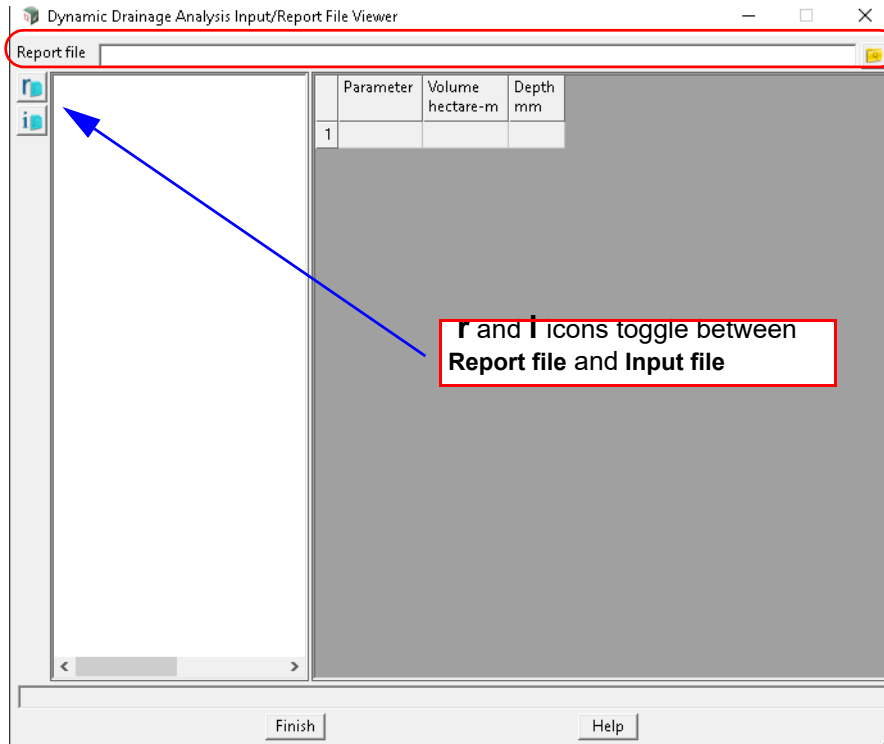 Dynamic Drainage Analysis Input/Report File Viewer
Report file
r
i
Parameter Volume hectare-m Depth mm
1
r and i icons toggle between
Report file and Input file
Finish Help